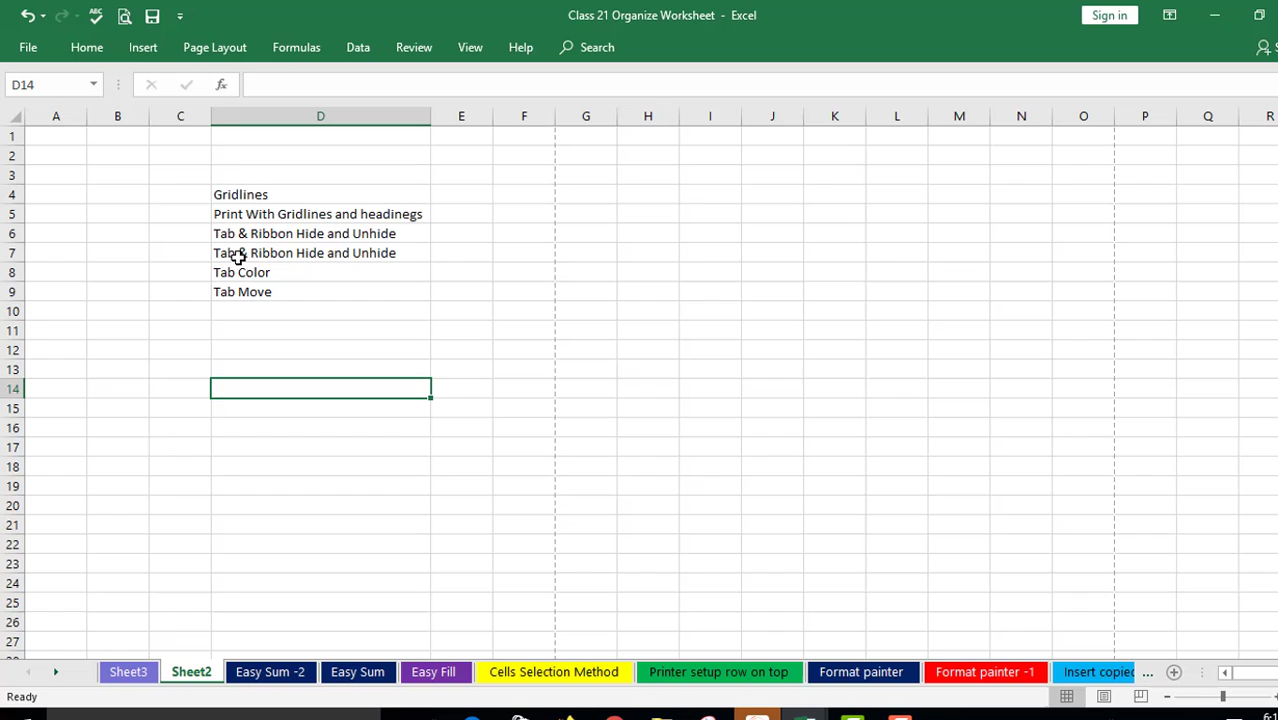 Class 21 Organize Worksheet - Excel
Sign in
File Home Insert Page Layout Formulas Data Review View Help Search
D14
fx
A B C D E F G H I J K L M N O P Q R
1
2
3
4 Gridlines
5 Print With Gridlines and headinegs
6 Tab & Ribbon Hide and Unhide
7 Tab & Ribbon Hide and Unhide
8 Tab Color
9 Tab Move
10
11
12
13
14
15
16
17
18
19
20
21
22
23
24
25
26
27
Sheet3 Sheet2 Easy Sum -2 Easy Sum Easy Fill Cells Selection Method Printer setup row on top Format painter Format painter -1 Insert copied ...
Ready